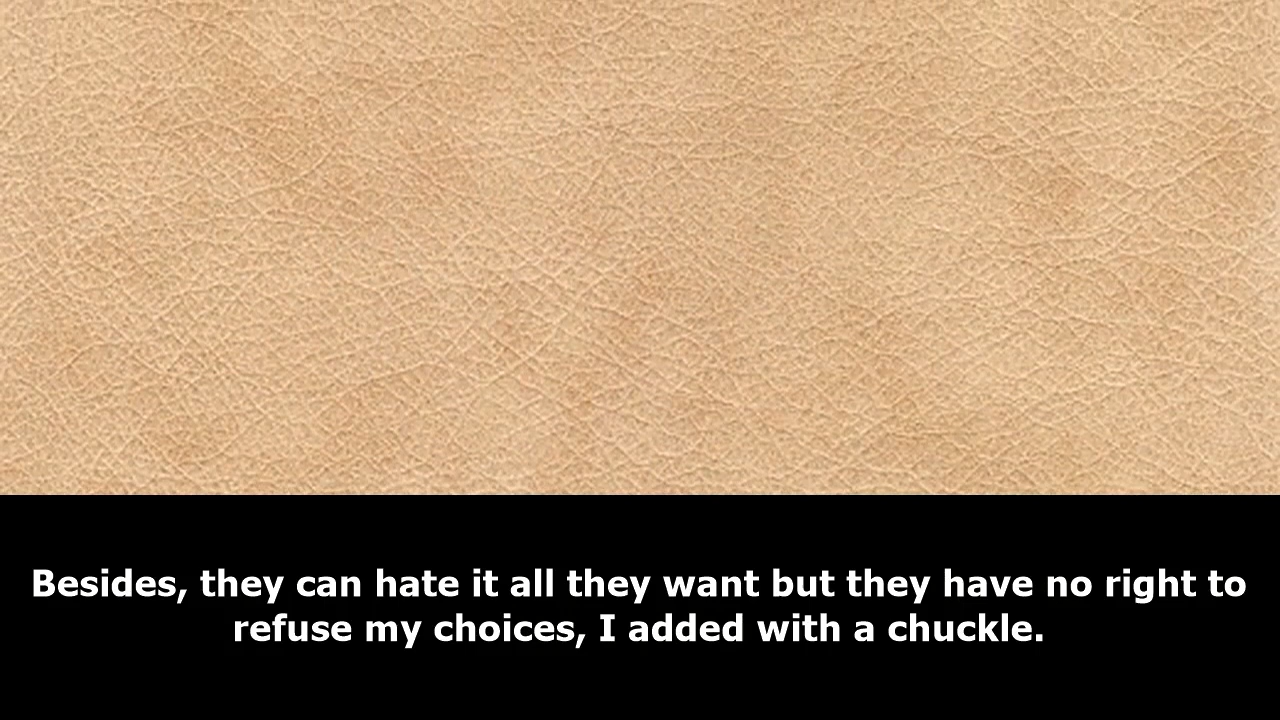 Besides, they can hate it all they want but they have no right to
refuse my choices, I added with a chuckle.